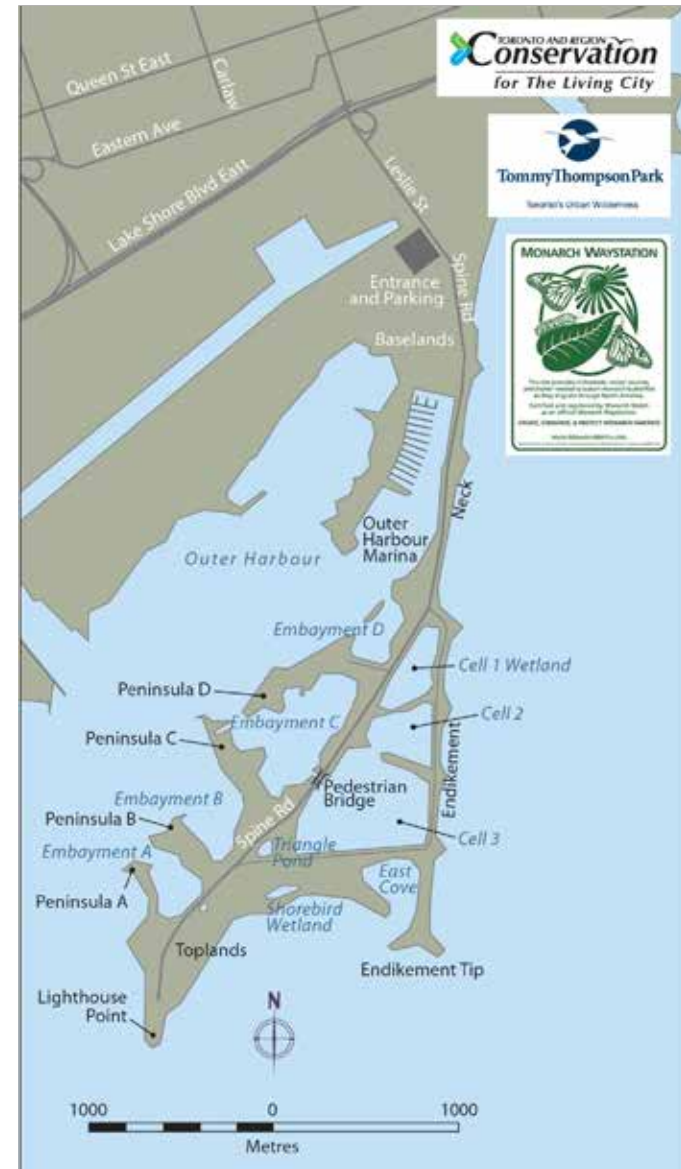 TORONTO AND REGION
Conservation
for The Living City
Queen St East
Carlaw
Eastern Ave
Leslie St
TommyThompsonPark
Toronto's Urban Wilderness
Lake Shore Blvd East
MONARCH WAYSTATION
Entrance
and Parking
Spine Rd
Baselands
Neck
Outer
Harbour
Marina
Outer Harbour
Embayment D
Cell 1 Wetland
Peninsula D
Embayment C
Cell 2
Peninsula C
Endikement
Pedestrian
Bridge
Embayment B
Spine Rd
Peninsula B
Cell 3
Triangle
Pond
Embayment A
East
Cove
Peninsula A
Shorebird
Wetland
Toplands
Endikement Tip
Lighthouse
Point
N
1000 0 1000
Metres